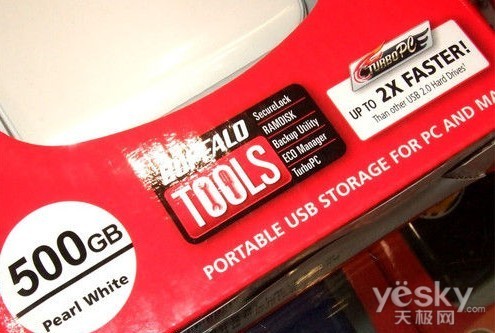 TURBO PC
UP TO 2X FASTER!
Than other USB 2.0 Hard Drives
BUFFALO
TOOLS
SecureLock
RAMDISK
Backup Utility
ECO Manager
TurboPC
PORTABLE USB STORAGE FOR PC AND
500GB
Pearl White
yesky
天极网.com